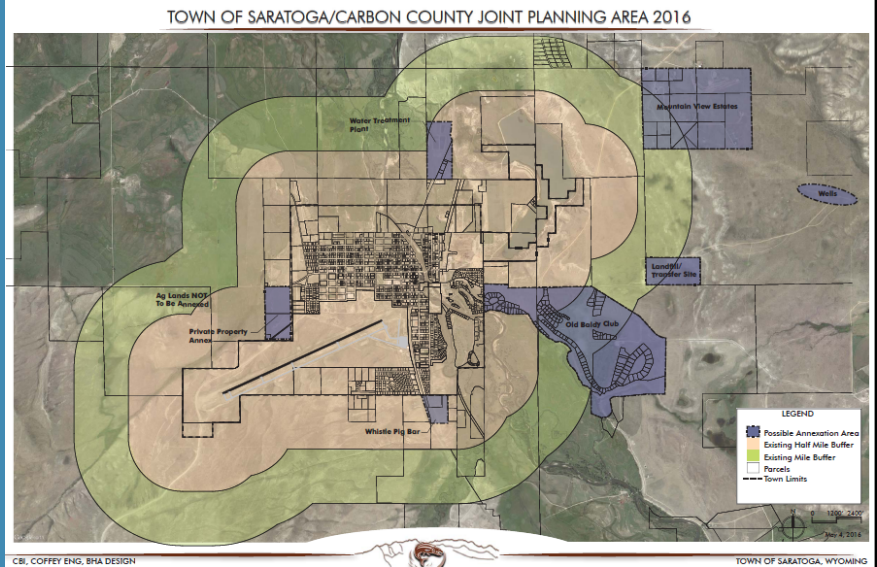 TOWN OF SARATOGA/CARBON COUNTY JOINT PLANNING AREA 2016
Mountain View Estates
Water Treatment
Plant
Wells
Landfill/
Transfer Site
Ag Lands NOT
To Be Annexed
Old Baldy Club
Private Property
Annex
Whistle Pig Bar
LEGEND
Possible Annexation Area
Existing Half Mile Buffer
Existing Mile Buffer
Parcels
Town Limits
0 1200' 2400'
May 4, 2016
CBI, COFFEY ENG, BHA DESIGN
TOWN OF SARATOGA, WYOMING